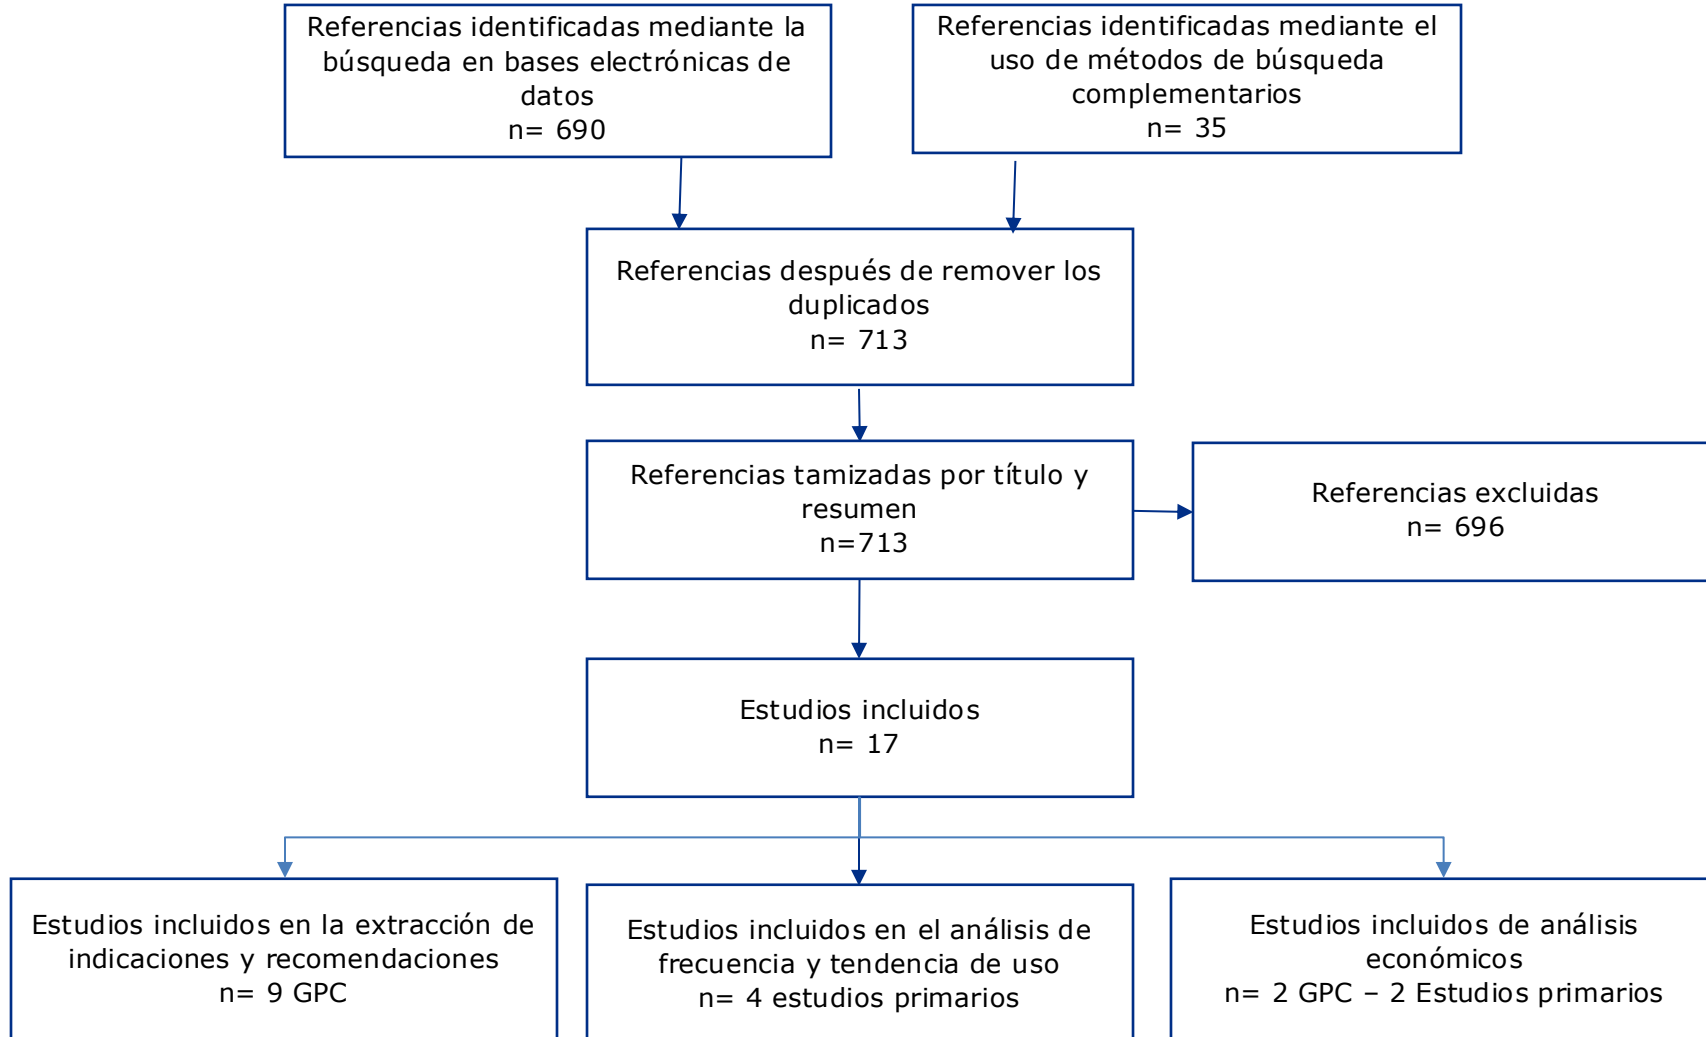 Referencias identificadas mediante la
búsqueda en bases electrónicas de
datos
n= 690
Referencias identificadas mediante el
uso de métodos de búsqueda
complementarios
n= 35
Referencias después de remover los
duplicados
n= 713
Referencias tamizadas por título y
resumen
n=713
Referencias excluidas
n= 696
Estudios incluidos
n= 17
Estudios incluidos en la extracción de
indicaciones y recomendaciones
n= 9 GPC
Estudios incluidos en el análisis de
frecuencia y tendencia de uso
n= 4 estudios primarios
Estudios incluidos de análisis
económicos
n= 2 GPC – 2 Estudios primarios